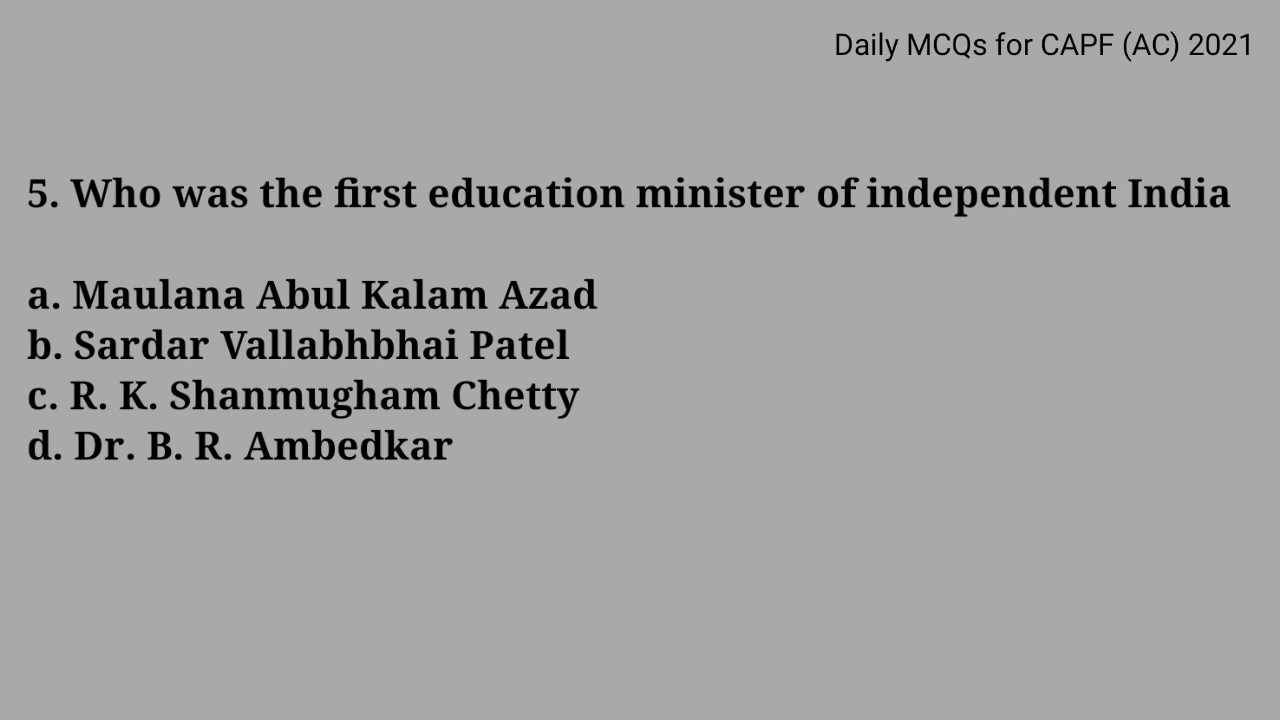 Daily MCQs for CAPF (AC) 2021
5. Who was the first education minister of independent India
a. Maulana Abul Kalam Azad
b. Sardar Vallabhbhai Patel
c. R. K. Shanmugham Chetty
d. Dr. B. R. Ambedkar